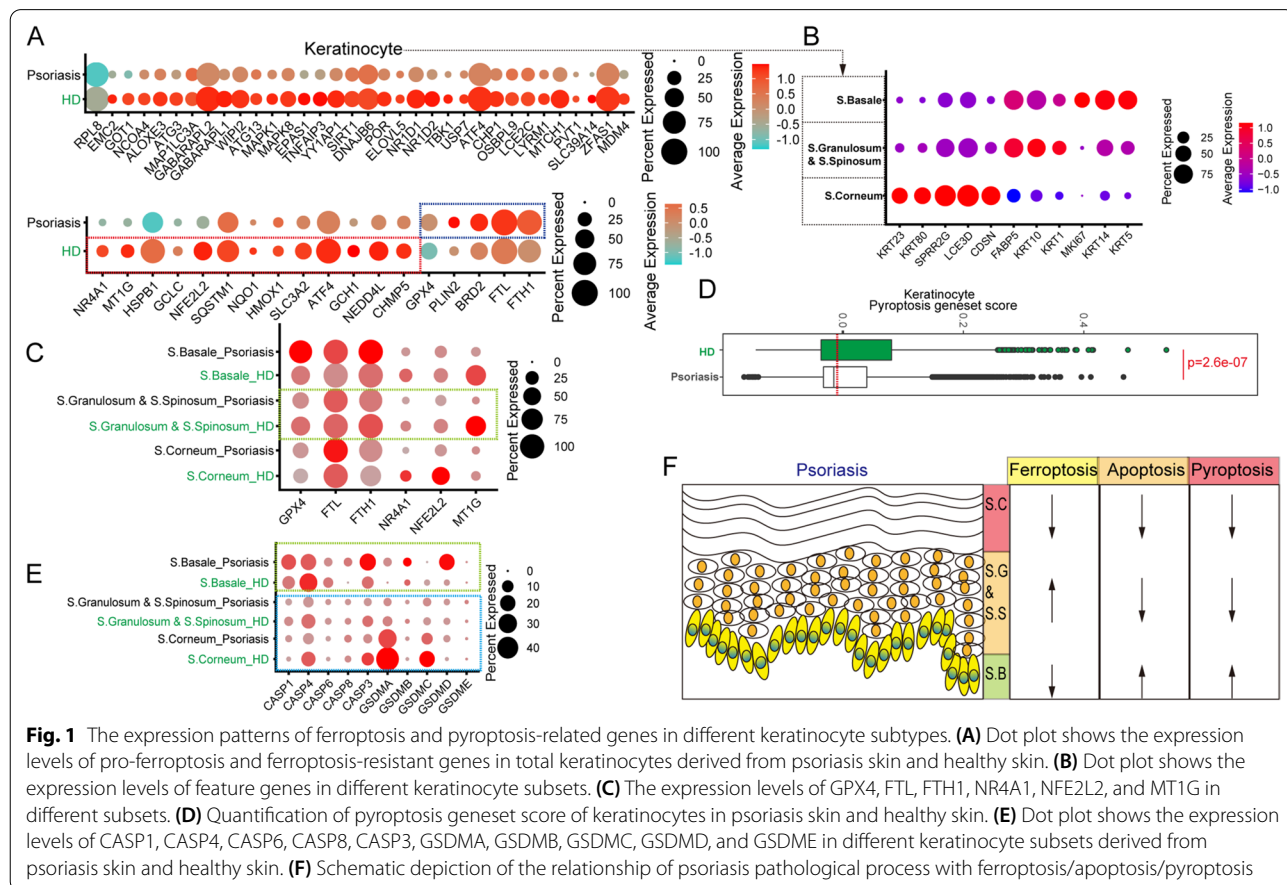 A
Keratinocyte
Psoriasis
HD
RPL8 EMC2 GOT1 NCOA4 ALOXE3 ATG3 MAP1LC3A GABARAPL2 GABARAPL1 WIPI2 ATG13 MAPK1 MAPK8 EPAS1 TNFAIP3 YY1AP1 SIRT1 DNAJB6 POR ELOVL5 NR1D1 NR1D2 TBK1 USP7 ATF4 CHP1 OSBPL9 LCE2C LYRM1 MTCH1 PVT1 SLC39A14 ZFAS1 MDM4
Percent Expressed
0
25
50
75
100
Average Expression
1.0
0.5
0.0
-0.5
-1.0
Psoriasis
HD
NR4A1 MT1G HSPB1 GCLC NFE2L2 SQSTM1 NQO1 HMOX1 SLC3A2 ATF4 GCH1 NEDD4L CHMP5 GPX4 PLIN2 BRD2 FTL FTH1
Percent Expressed
0
25
50
75
100
Average Expression
0.5
0.0
-0.5
-1.0
B
S.Basale
S.Granulosum
& S.Spinosum
S.Corneum
KRT23 KRT80 SPRR2G LCE3D CDSN FABP5 KRT10 KRT1 MKI67 KRT14 KRT5
Percent Expressed
25
50
75
Average Expression
1.0
0.5
0.0
-0.5
-1.0
C
S.Basale_Psoriasis
S.Basale_HD
S.Granulosum & S.Spinosum_Psoriasis
S.Granulosum & S.Spinosum_HD
S.Corneum_Psoriasis
S.Corneum_HD
GPX4 FTL FTH1 NR4A1 NFE2L2 MT1G
Percent Expressed
0
25
50
75
100
D
Keratinocyte
Pyroptosis geneset score
0.0 0.2 0.4
HD
Psoriasis
p=2.6e-07
E
S.Basale_Psoriasis
S.Basale_HD
S.Granulosum & S.Spinosum_Psoriasis
S.Granulosum & S.Spinosum_HD
S.Corneum_Psoriasis
S.Corneum_HD
CASP1 CASP4 CASP6 CASP8 CASP3 GSDMA GSDMB GSDMC GSDMD GSDME
Percent Expressed
0
10
20
30
40
F
Psoriasis
Ferroptosis Apoptosis Pyroptosis
S.C
S.G
&
S.S
S.B
Fig. 1 The expression patterns of ferroptosis and pyroptosis-related genes in different keratinocyte subtypes. (A) Dot plot shows the expression
levels of pro-ferroptosis and ferroptosis-resistant genes in total keratinocytes derived from psoriasis skin and healthy skin. (B) Dot plot shows the
expression levels of feature genes in different keratinocyte subsets. (C) The expression levels of GPX4, FTL, FTH1, NR4A1, NFE2L2, and MT1G in
different subsets. (D) Quantification of pyroptosis geneset score of keratinocytes in psoriasis skin and healthy skin. (E) Dot plot shows the expression
levels of CASP1, CASP4, CASP6, CASP8, CASP3, GSDMA, GSDMB, GSDMC, GSDMD, and GSDME in different keratinocyte subsets derived from
psoriasis skin and healthy skin. (F) Schematic depiction of the relationship of psoriasis pathological process with ferroptosis/apoptosis/pyroptosis